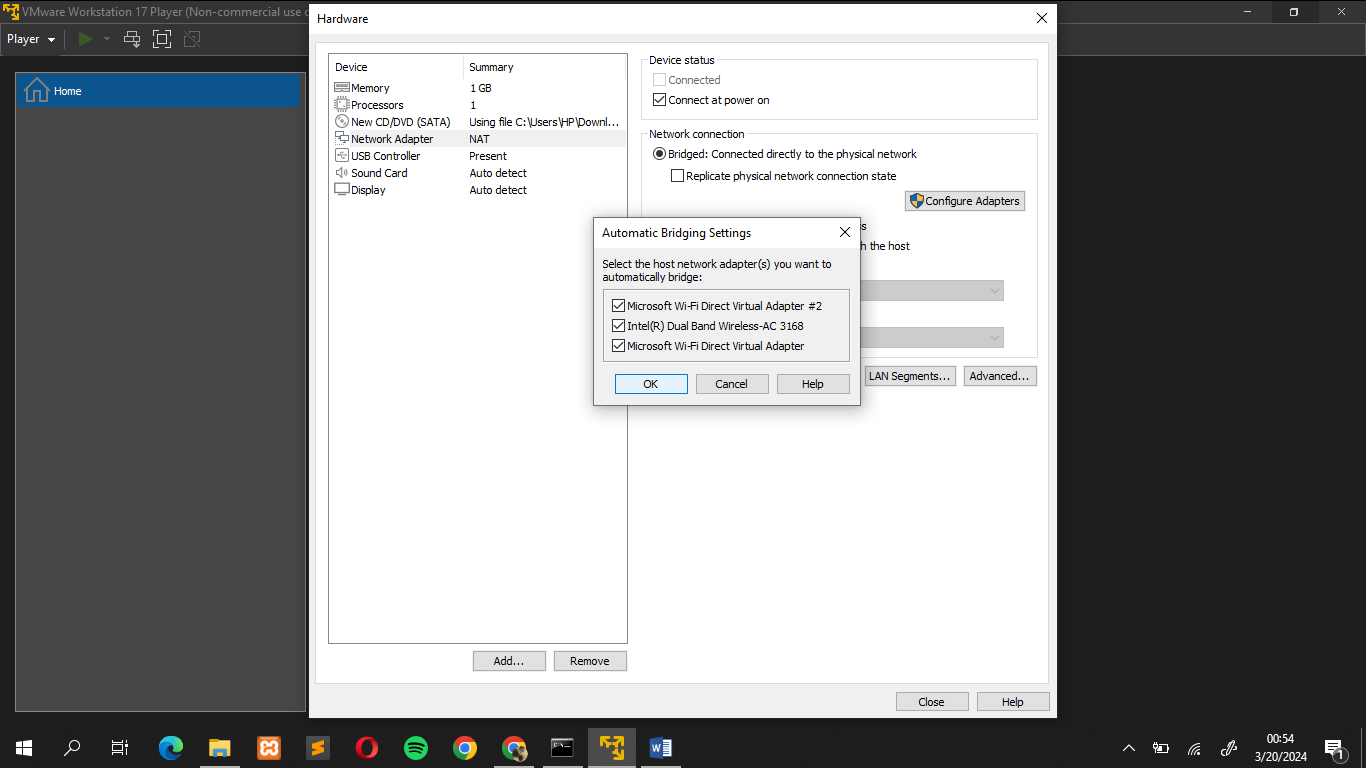 VMware Workstation 17 Player (Non-commercial use o
Player
Home
Hardware
Device Summary
Memory 1 GB
Processors 1
New CD/DVD (SATA) Using file C:\Users\HP\Downl...
Network Adapter NAT
USB Controller Present
Sound Card Auto detect
Display Auto detect
Add...
Remove
Device status
Connected
Connect at power on
Network connection
Bridged: Connected directly to the physical network
Replicate physical network connection state
Configure Adapters
s
h the host
LAN Segments...
Advanced...
Automatic Bridging Settings
Select the host network adapter(s) you want to
automatically bridge:
Microsoft Wi-Fi Direct Virtual Adapter #2
Intel(R) Dual Band Wireless-AC 3168
Microsoft Wi-Fi Direct Virtual Adapter
OK
Cancel
Help
Close
Help
00:54
3/20/2024
1